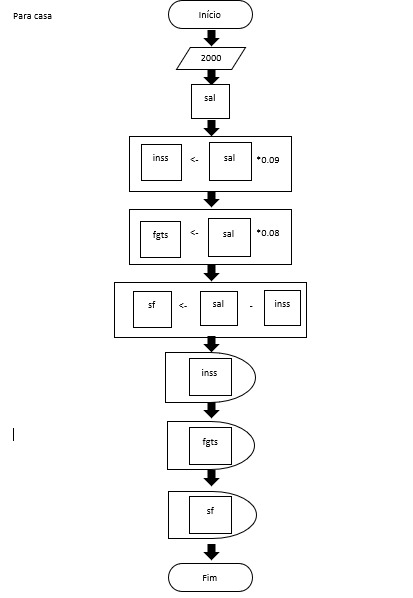 Para casa
Início
2000
sal
inss <- sal *0.09
fgts <- sal *0.08
sf <- sal - inss
inss
fgts
sf
Fim